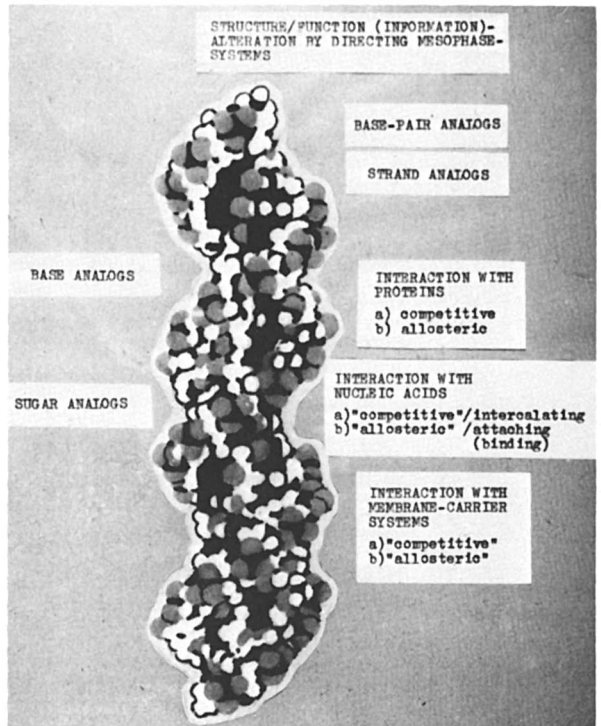 STRUCTURE/FUNCTION (INFORMATION)-
ALTERATION BY DIRECTING MESOPHASE-
SYSTEMS
BASE-PAIR ANALOGS
STRAND ANALOGS
BASE ANALOGS
INTERACTION WITH
PROTEINS
a) competitive
b) allosteric
SUGAR ANALOGS
INTERACTION WITH
NUCLEIC ACIDS
a)"competitive"/intercalating
b)"allosteric" /attaching
(binding)
INTERACTION WITH
MEMBRANE-CARRIER
SYSTEMS
a)"competitive"
b)"allosteric"